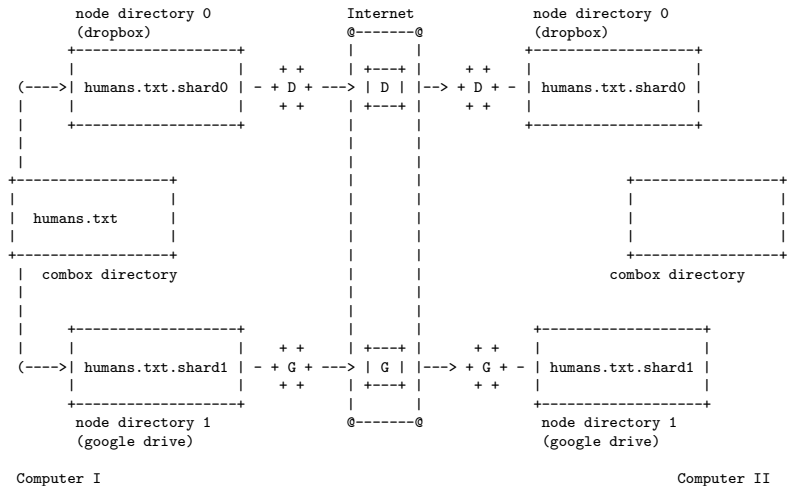 node directory 0 Internet node directory 0
(dropbox) (dropbox)
humans.txt.shard0 D D D humans.txt.shard0
humans.txt
combox directory combox directory
humans.txt.shard1 G G G humans.txt.shard1
node directory 1 node directory 1
(google drive) (google drive)
Computer I Computer II